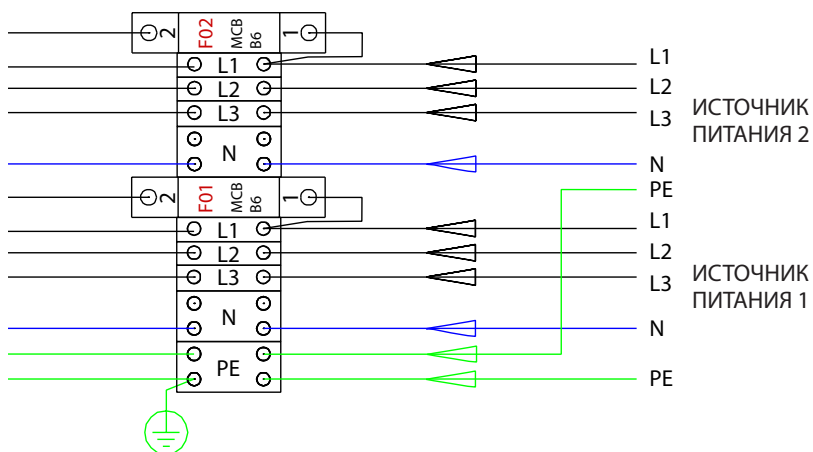 2 F02 MCB B6 1
L1 L1
L2 L2
L3 L3
ИСТОЧНИК
ПИТАНИЯ 2
N N
PE
2 F01 MCB B6 1
L1 L1
L2 L2
L3 L3
ИСТОЧНИК
ПИТАНИЯ 1
N N
PE PE